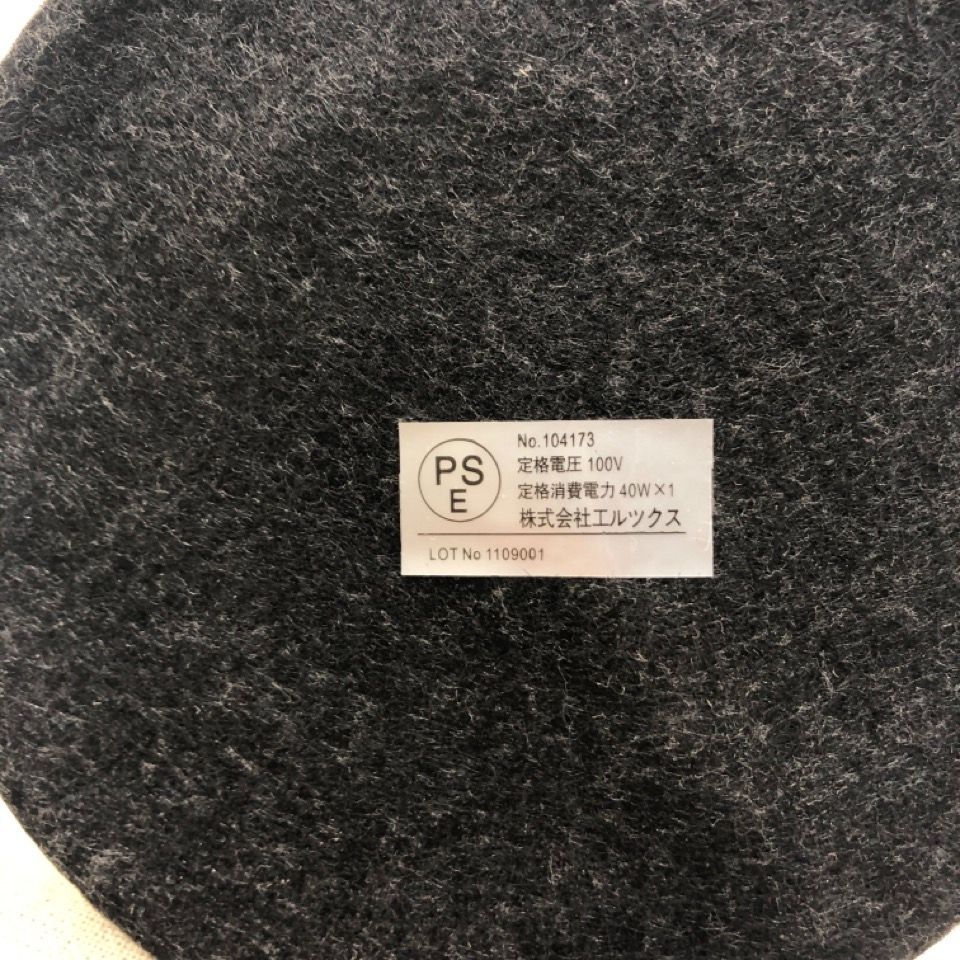 PS
E
No.104173
定格電圧 100V
定格消費電力 40W×1
株式会社エルツクス
LOT No 1109001